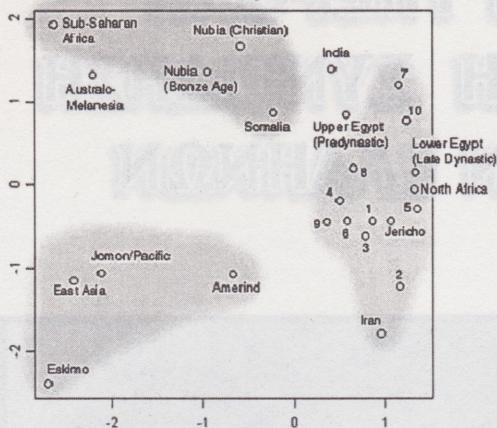 2
1
0
-1
-2
Sub-Saharan
Africa
Nubia (Christian)
Australo-
Melanesia
Nubia
(Bronze Age)
Somalia
India
7
10
Upper Egypt
(Predynastic)
Lower Egypt
(Late Dynastic)
8
North Africa
4
5
9
6
1
3
Jericho
2
Iran
Jomon/Pacific
East Asia
Amerind
Eskimo
-2 -1 0 1